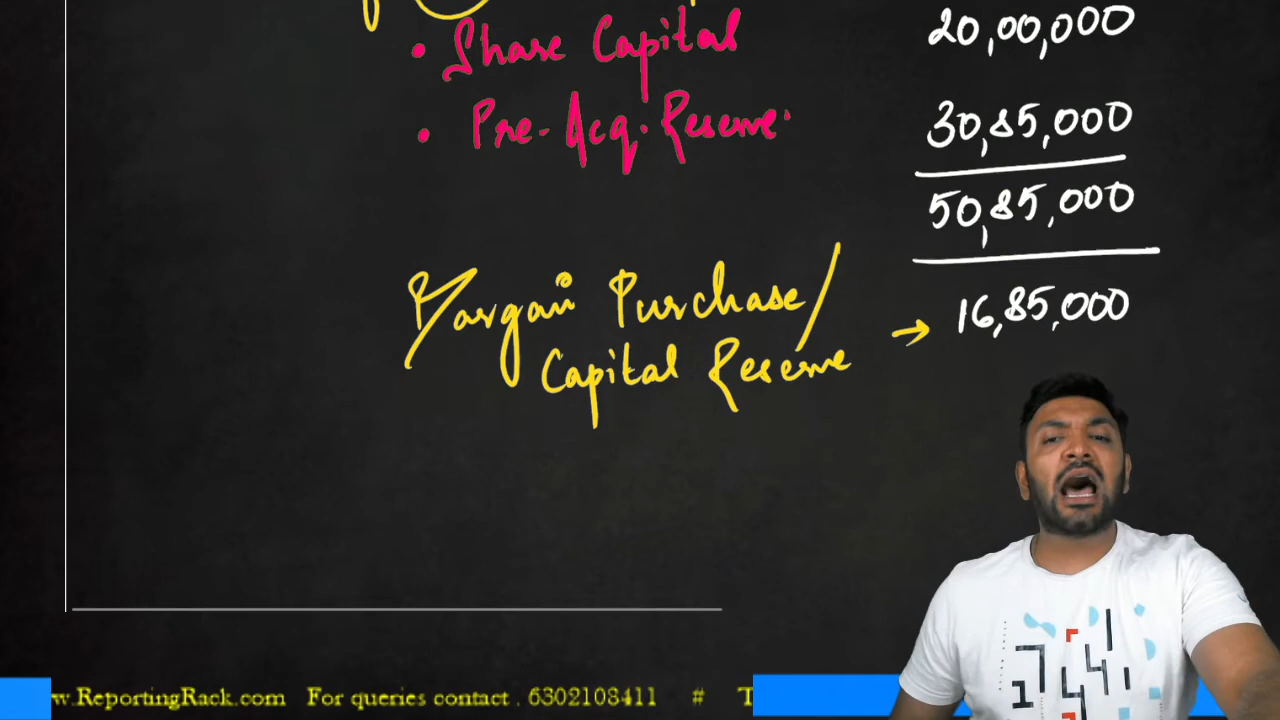 20,00,000
• Share Capital
• Pre-Acq. Reserve. 30,85,000
50,85,000
Bargain Purchase/
Capital Reserve → 16,85,000
w.ReportingRack.com For queries contact . 6302108411 # T